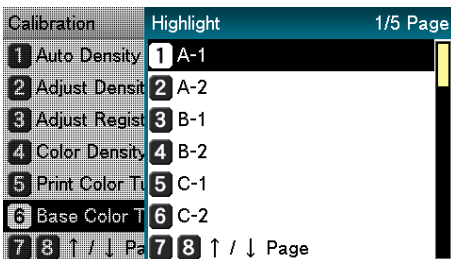 Calibration
1 Auto Density
2 Adjust Densit
3 Adjust Regist
4 Color Density
5 Print Color Tu
6 Base Color T
7 8 ↑ / ↓ Pa
Highlight 1/5 Page
1 A-1
2 A-2
3 B-1
4 B-2
5 C-1
6 C-2
7 8 ↑ / ↓ Page